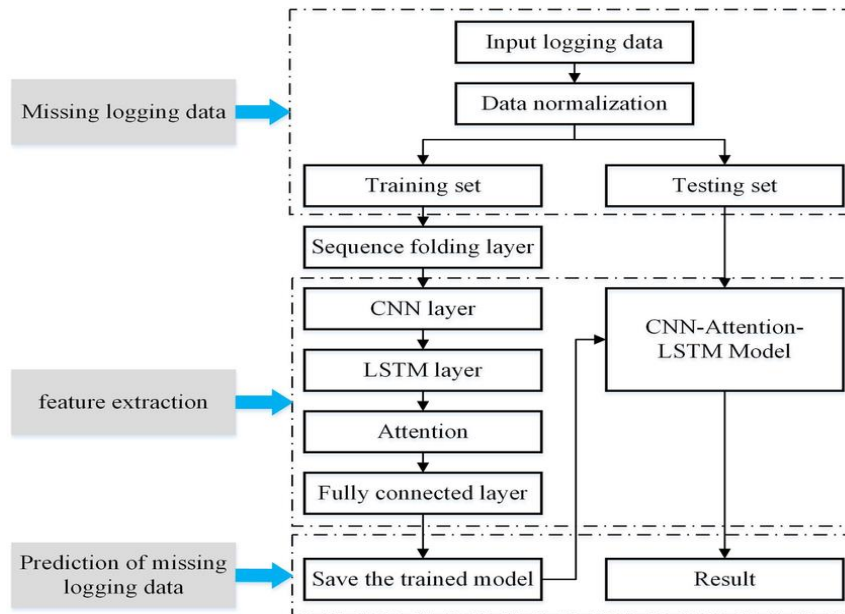 Input logging data
Missing logging data
Data normalization
Training set
Testing set
Sequence folding layer
CNN layer
CNN-Attention-
LSTM Model
LSTM layer
feature extraction
Attention
Fully connected layer
Prediction of missing
logging data
Save the trained model
Result